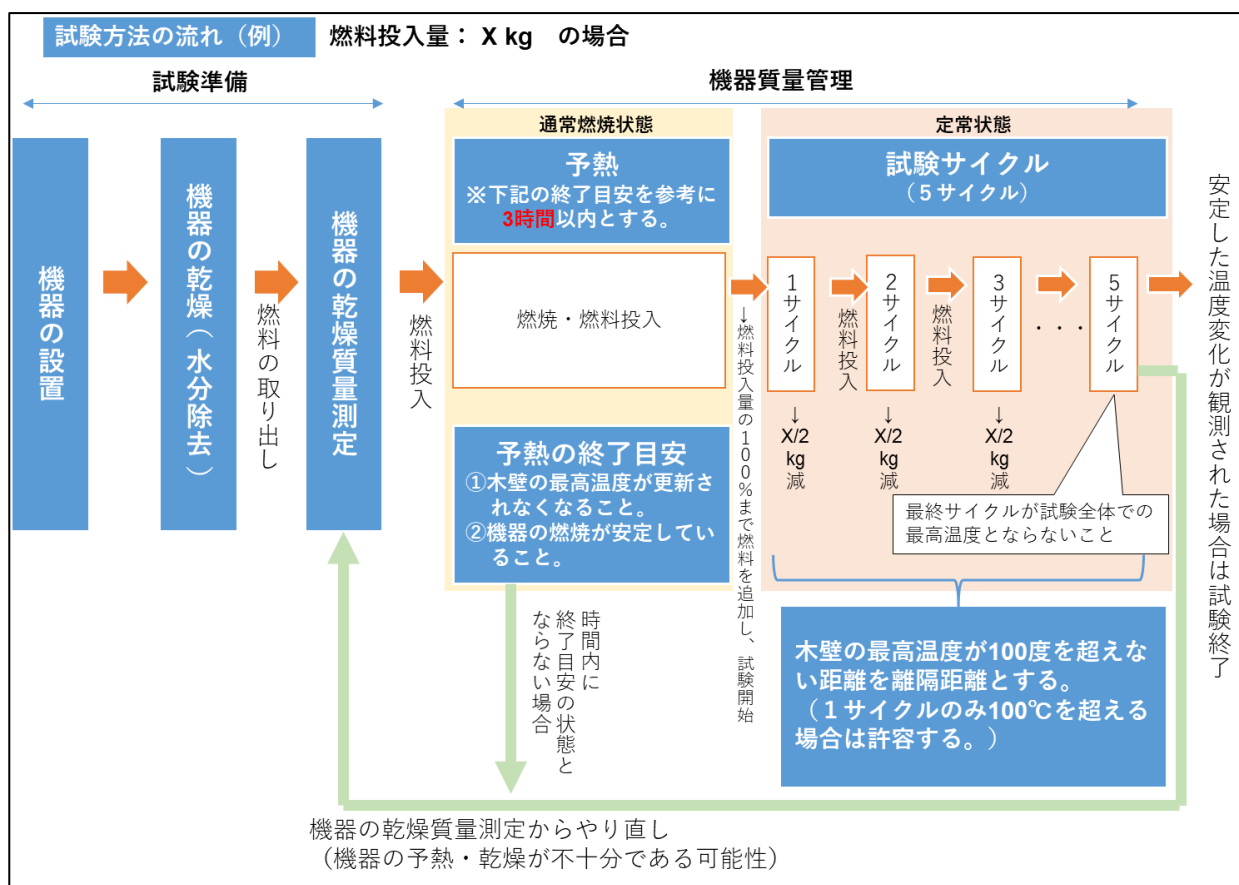 試験方法の流れ（例）
燃料投入量： X kg　の場合
試験準備
機器質量管理
機器の設置
機器の乾燥（水分除去）
燃料の取り出し
機器の乾燥質量測定
燃料投入
通常燃焼状態
予熱
※下記の終了目安を参考に
3時間以内とする。
燃焼・燃料投入
予熱の終了目安
①木壁の最高温度が更新さ
れなくなること。
②機器の燃焼が安定してい
ること。
時間内に
終了目安の状態と
ならない場合
↓燃料投入量の100％まで燃料を追加し、試験開始
定常状態
試験サイクル
（５サイクル）
1サイクル
燃料投入
2サイクル
燃料投入
3サイクル
・・・
5サイクル
↓
X/2
kg
減
↓
X/2
kg
減
↓
X/2
kg
減
最終サイクルが試験全体での
最高温度とならないこと
木壁の最高温度が100度を超えな
い距離を離隔距離とする。
（１サイクルのみ100℃を超える
場合は許容する。）
安定した温度変化が観測された場合は試験終了
機器の乾燥質量測定からやり直し
（機器の予熱・乾燥が不十分である可能性）